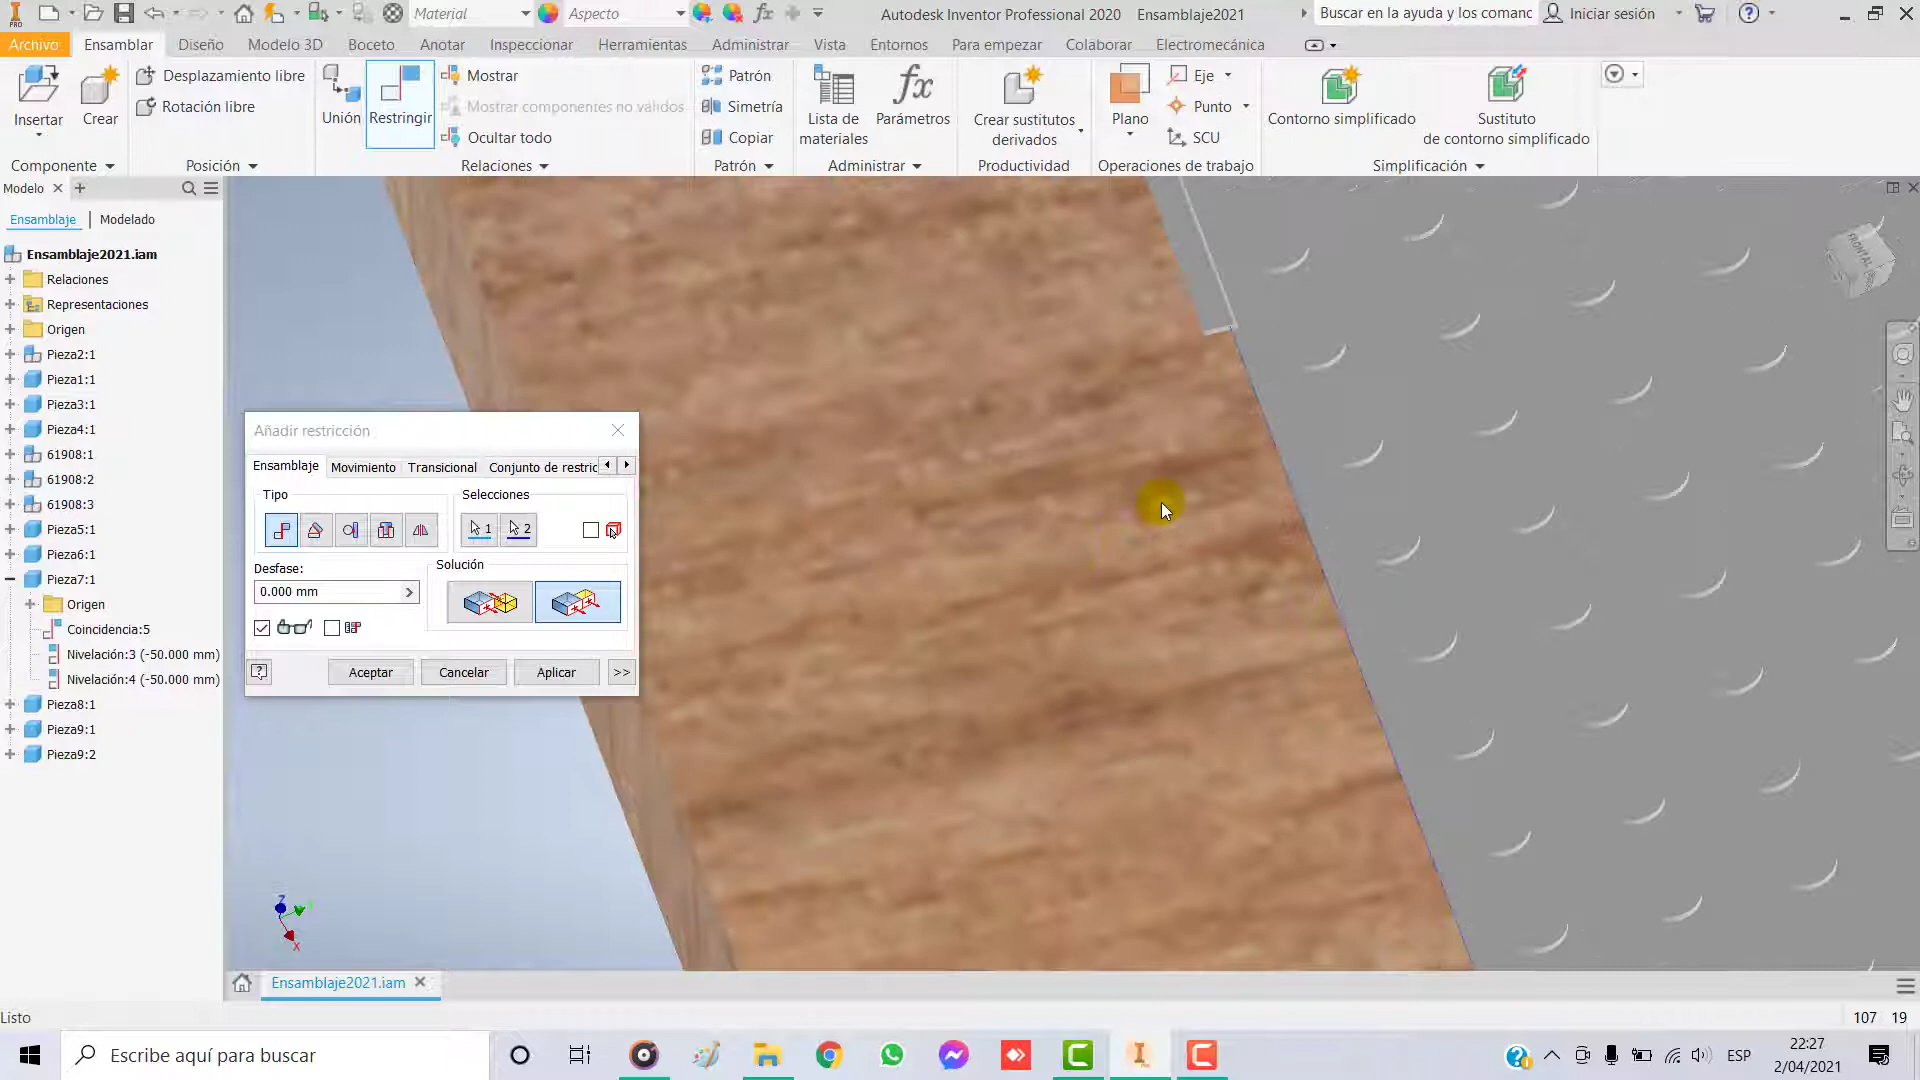 Material
Aspecto
Autodesk Inventor Professional 2020 Ensamblaje2021
Buscar en la ayuda y los comanc
Iniciar sesión
Archivo Ensamblar Diseño Modelo 3D Boceto Anotar Inspeccionar Herramientas Administrar Vista Entornos Para empezar Colaborar Electromecánica
PRO
Insertar
Crear
Desplazamiento libre
Rotación libre
Unión
Restringir
Mostrar
Mostrar componentes no válidos
Ocultar todo
Patrón
Simetría
Copiar
Lista de
materiales
Parámetros
Crear sustitutos
derivados
Plano
Eje
Punto
SCU
Contorno simplificado
Sustituto
de contorno simplificado
Componente Posición Relaciones Patrón Administrar Productividad Operaciones de trabajo Simplificación
Modelo
Ensamblaje Modelado
Ensamblaje2021.iam
Relaciones
Representaciones
Origen
Pieza2:1
Pieza1:1
Pieza3:1
Pieza4:1
61908:1
61908:2
61908:3
Pieza5:1
Pieza6:1
Pieza7:1
Origen
Coincidencia:5
Nivelación:3 (-50.000 mm)
Nivelación:4 (-50.000 mm)
Pieza8:1
Pieza9:1
Pieza9:2
FRONTAL
Añadir restricción
Ensamblaje Movimiento Transicional Conjunto de restric
Tipo
Selecciones
1
2
Desfase:
Solución
0.000 mm
Aceptar
Cancelar
Aplicar
>>
Z
X
Ensamblaje2021.iam
Listo
107 19
Escribe aquí para buscar
ESP
22:27
2/04/2021